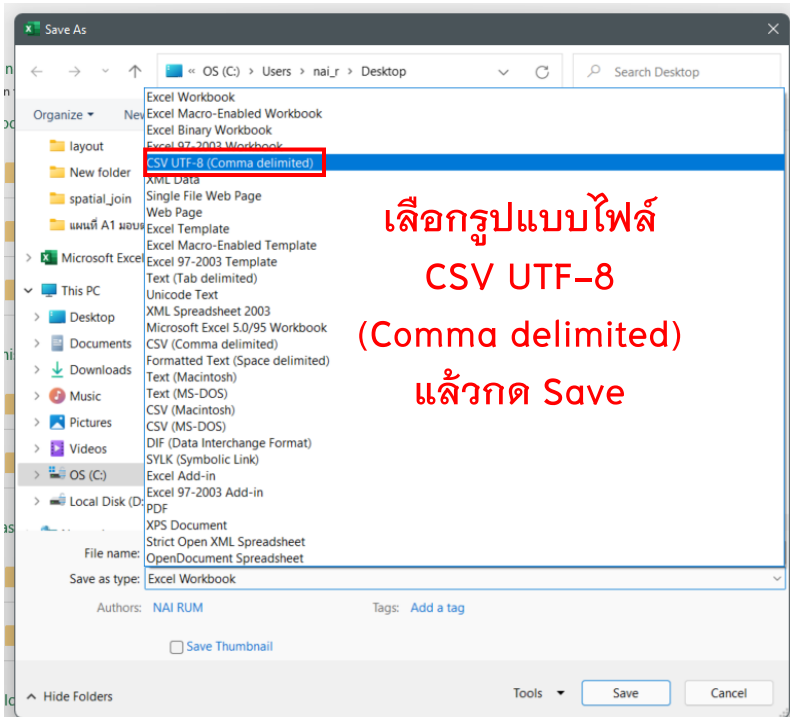 Save As
OS (C:) > Users > nai_r > Desktop
Search Desktop
Organize
Excel Workbook
Excel Macro-Enabled Workbook
Excel Binary Workbook
Excel 97-2003 Workbook
CSV UTF-8 (Comma delimited)
XML Data
Single File Web Page
Web Page
Excel Template
Excel Macro-Enabled Template
Excel 97-2003 Template
Text (Tab delimited)
Unicode Text
XML Spreadsheet 2003
Microsoft Excel 5.0/95 Workbook
CSV (Comma delimited)
Formatted Text (Space delimited)
Text (Macintosh)
Text (MS-DOS)
CSV (Macintosh)
CSV (MS-DOS)
DIF (Data Interchange Format)
SYLK (Symbolic Link)
Excel Add-in
Excel 97-2003 Add-in
PDF
XPS Document
Strict Open XML Spreadsheet
OpenDocument Spreadsheet
layout
New folder
spatial_join
แผนที่ A1 มอบ
Microsoft Excel
This PC
Desktop
Documents
Downloads
Music
Pictures
Videos
OS (C:)
Local Disk (D:
เลือกรูปแบบไฟล์
CSV UTF-8
(Comma delimited)
แล้วกด Save
File name:
Save as type: Excel Workbook
Authors: NAI RUM
Tags: Add a tag
Save Thumbnail
Hide Folders
Tools
Save
Cancel